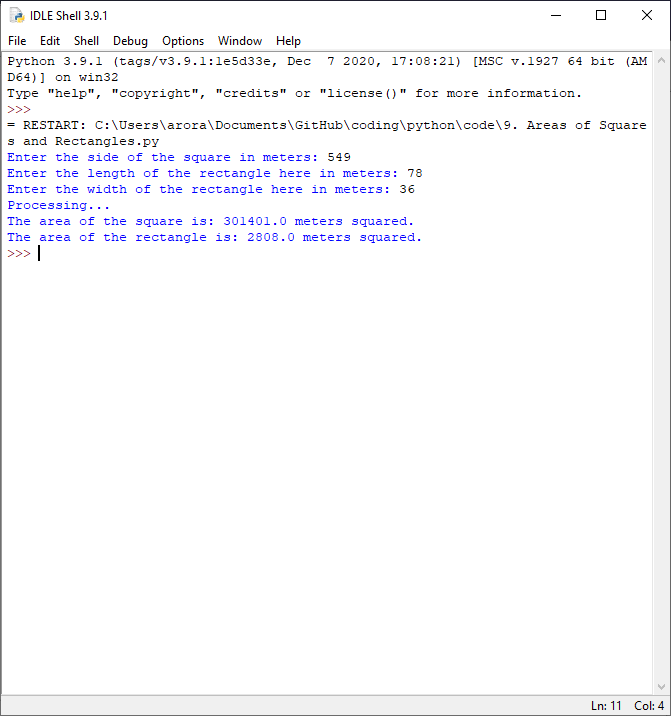 IDLE Shell 3.9.1
File Edit Shell Debug Options Window Help
Python 3.9.1 (tags/v3.9.1:1e5d33e, Dec  7 2020, 17:08:21) [MSC v.1927 64 bit (AM
D64)] on win32
Type "help", "copyright", "credits" or "license()" for more information.
>>>
= RESTART: C:\Users\arora\Documents\GitHub\coding\python\code\9. Areas of Square
s and Rectangles.py
Enter the side of the square in meters: 549
Enter the length of the rectangle here in meters: 78
Enter the width of the rectangle here in meters: 36
Processing...
The area of the square is: 301401.0 meters squared.
The area of the rectangle is: 2808.0 meters squared.
>>>
Ln: 11 Col: 4